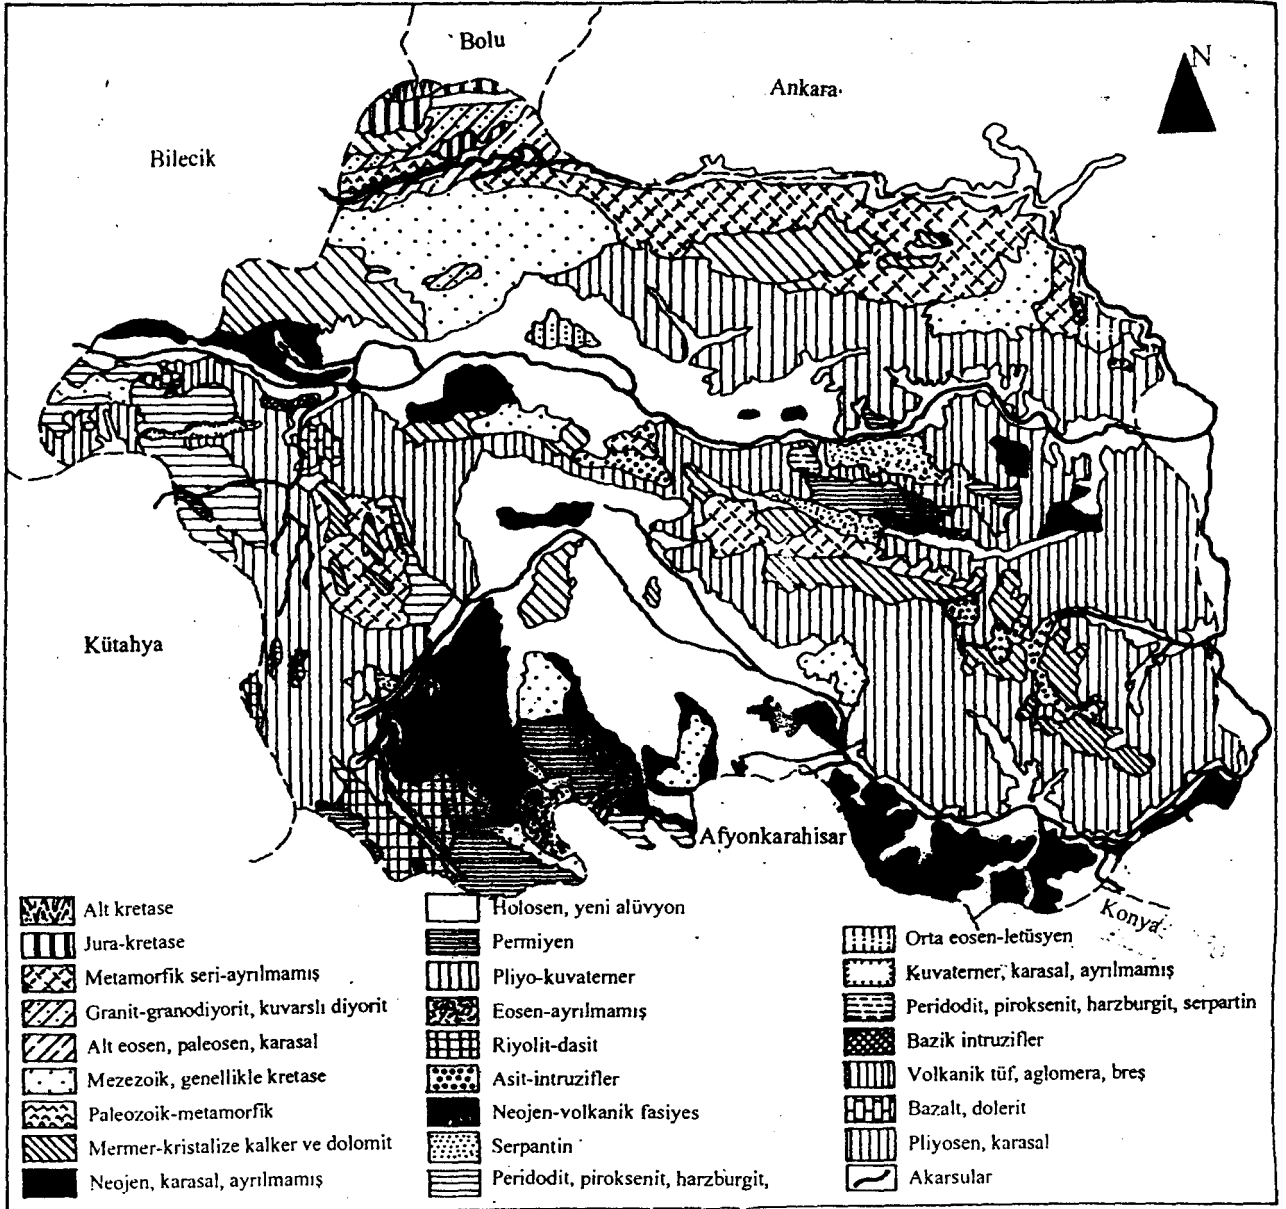 Bolu
N
Ankara
Bilecik
Kütahya
Afyonkarahisar
Konya
Alt kretase
Jura-kretase
Metamorfik seri-ayrılmamış
Granit-granodiyorit, kuvarslı diyorit
Alt eosen, paleosen, karasal
Mezezoik, genellikle kretase
Paleozoik-metamorfik
Mermer-kristalize kalker ve dolomit
Neojen, karasal, ayrılmamış
Holosen, yeni alüvyon
Permiyen
Pliyo-kuvaterner
Eosen-ayrılmamış
Riyolit-dasit
Asit-intruzifler
Neojen-volkanik fasiyes
Serpantin
Peridodit, piroksenit, harzburgit,
Orta eosen-letüsyen
Kuvaterner, karasal, ayrılmamış
Peridodit, piroksenit, harzburgit, serpartin
Bazik intruzifler
Volkanik tüf, aglomera, breş
Bazalt, dolerit
Pliyosen, karasal
Akarsular